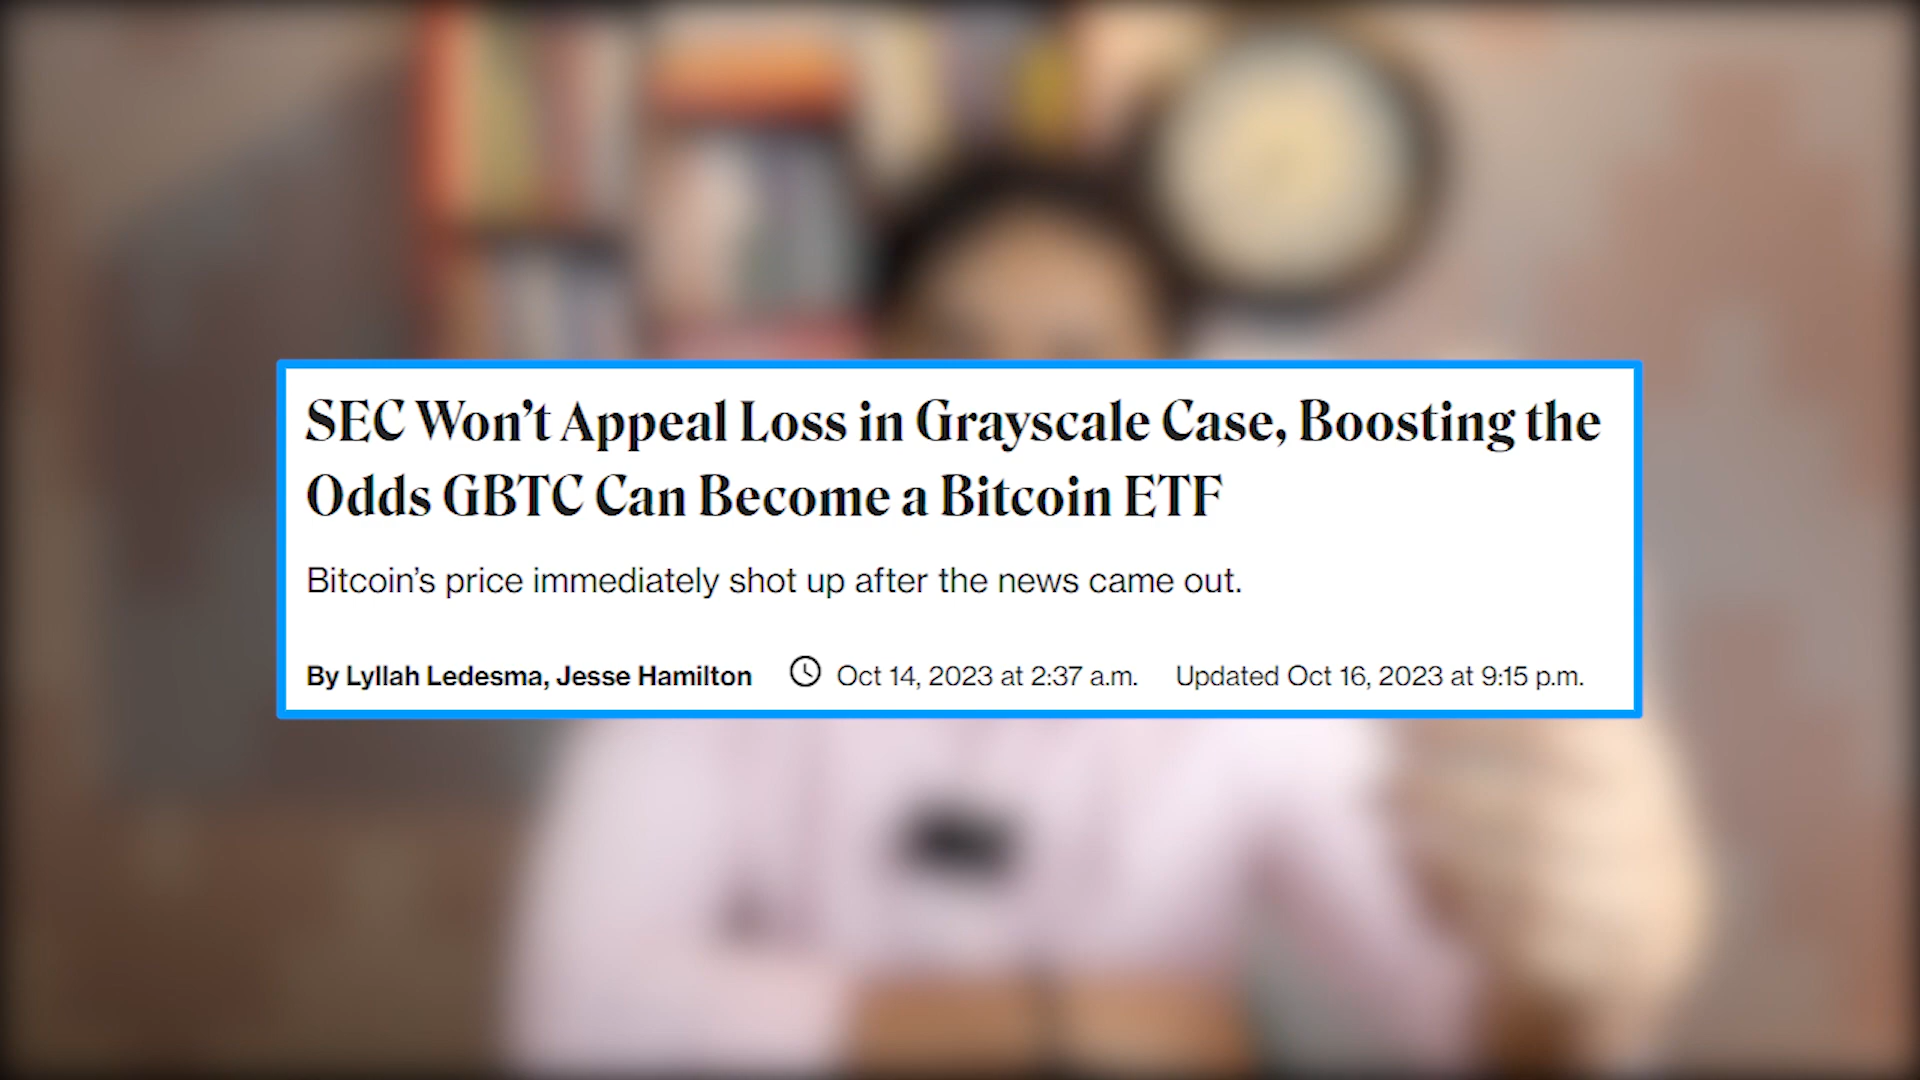 SEC Won’t Appeal Loss in Grayscale Case, Boosting the
Odds GBTC Can Become a Bitcoin ETF
Bitcoin’s price immediately shot up after the news came out.
By Lyllah Ledesma, Jesse Hamilton Oct 14, 2023 at 2:37 a.m. Updated Oct 16, 2023 at 9:15 p.m.